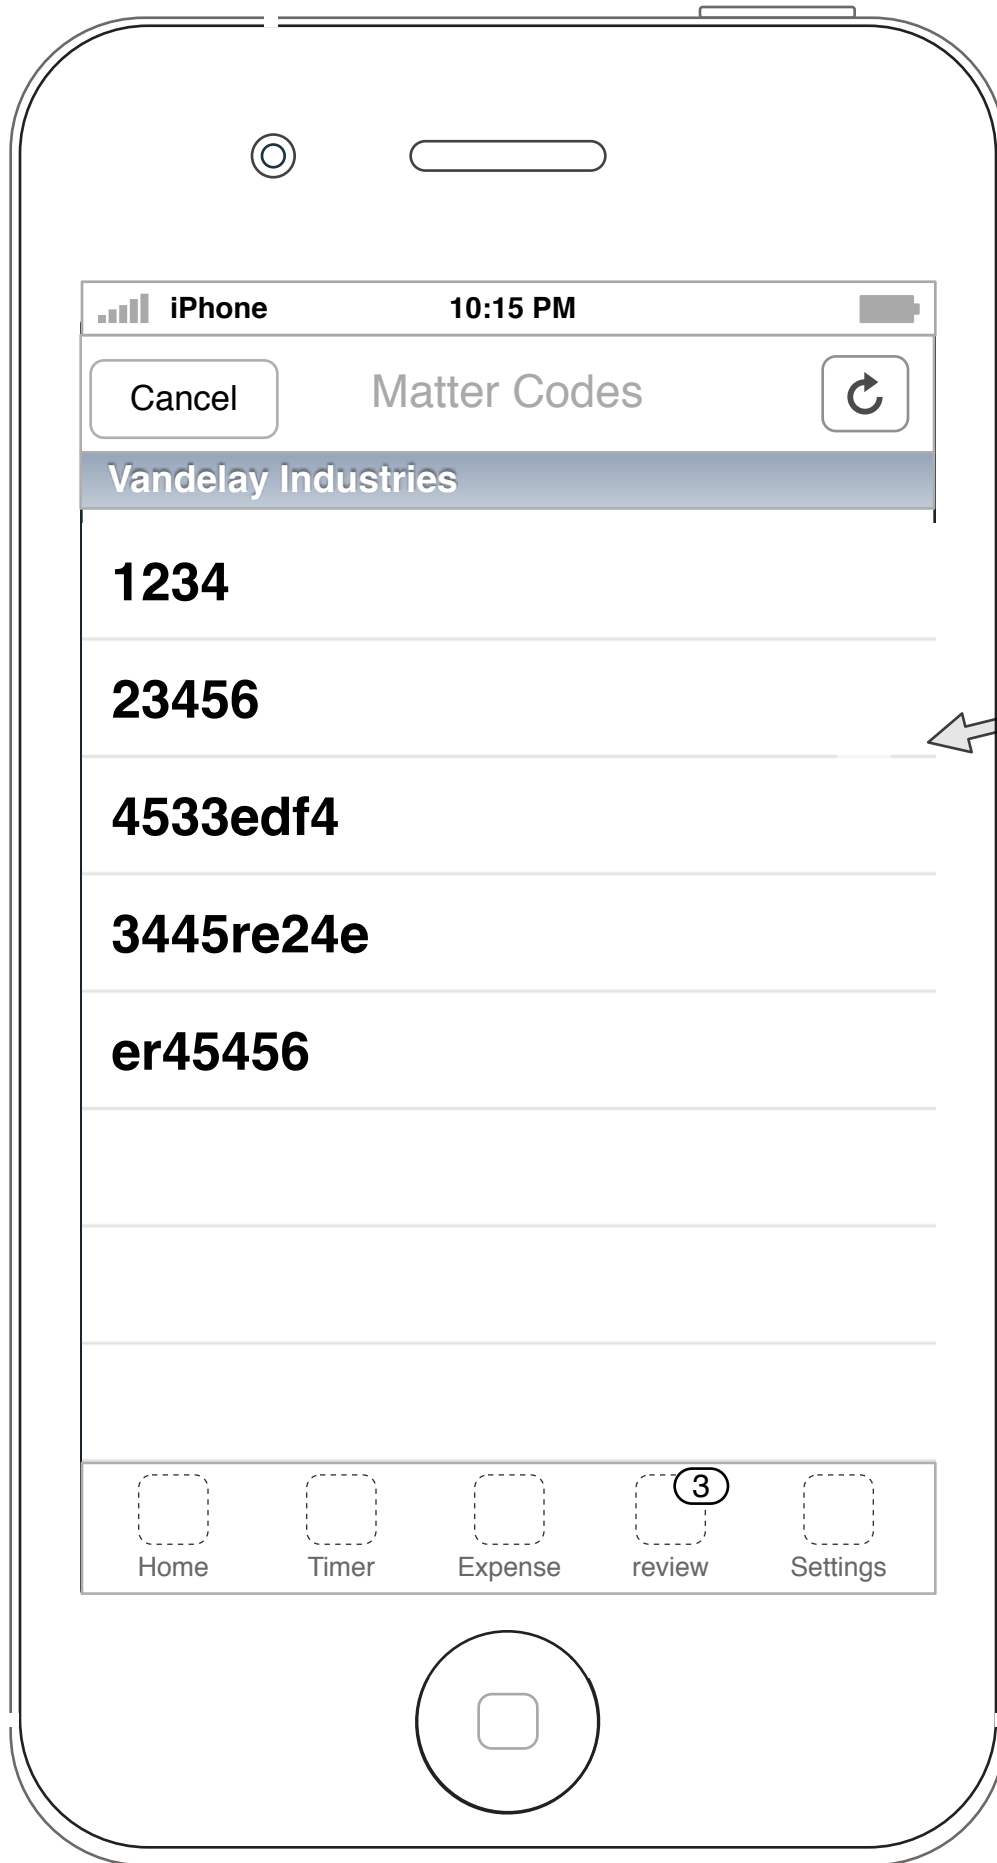 iPhone 10:15 PM
Cancel Matter Codes
Vandelay Industries
1234
23456
4533edf4
3445re24e
er45456
3
Home Timer Expense review Settings